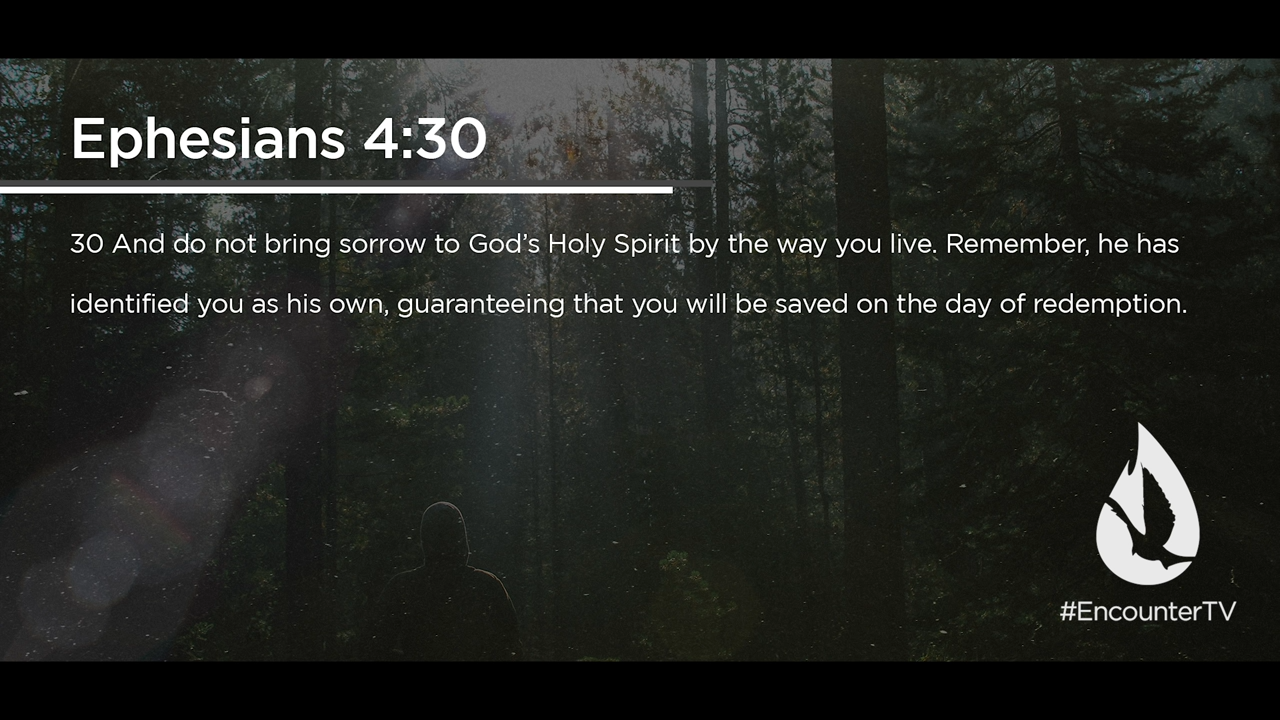 Ephesians 4:30
30 And do not bring sorrow to God’s Holy Spirit by the way you live. Remember, he has
identified you as his own, guaranteeing that you will be saved on the day of redemption.
#EncounterTV